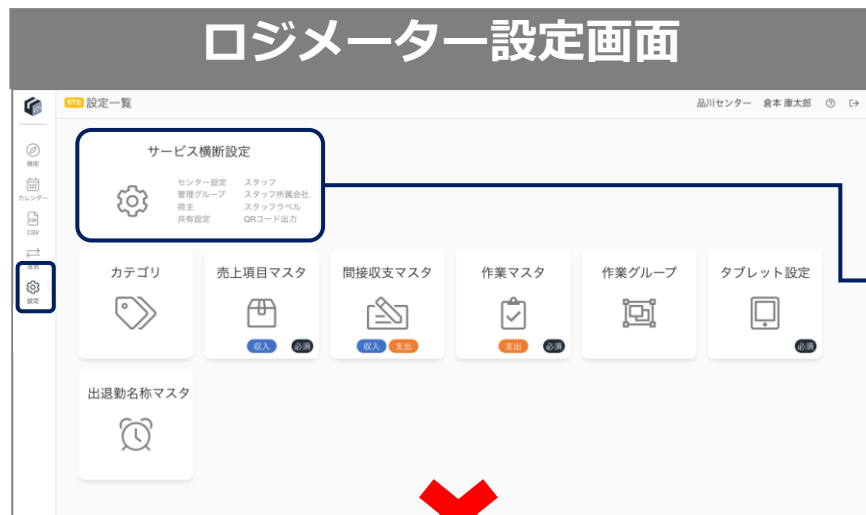 ロジメーター設定画面
STG 設定一覧
品川センター 倉本 庫太郎
サービス横断設定
センター設定 スタッフ
管理グループ スタッフ所属会社
荷主 スタッフラベル
共有設定 QRコード出力
機能
カレンダー
CSV
CSV
連携
設定
カテゴリ
売上項目マスタ
収入 必須
間接収支マスタ
収入 支出
作業マスタ
支出 必須
作業グループ
タブレット設定
必須
出退勤名称マスタ